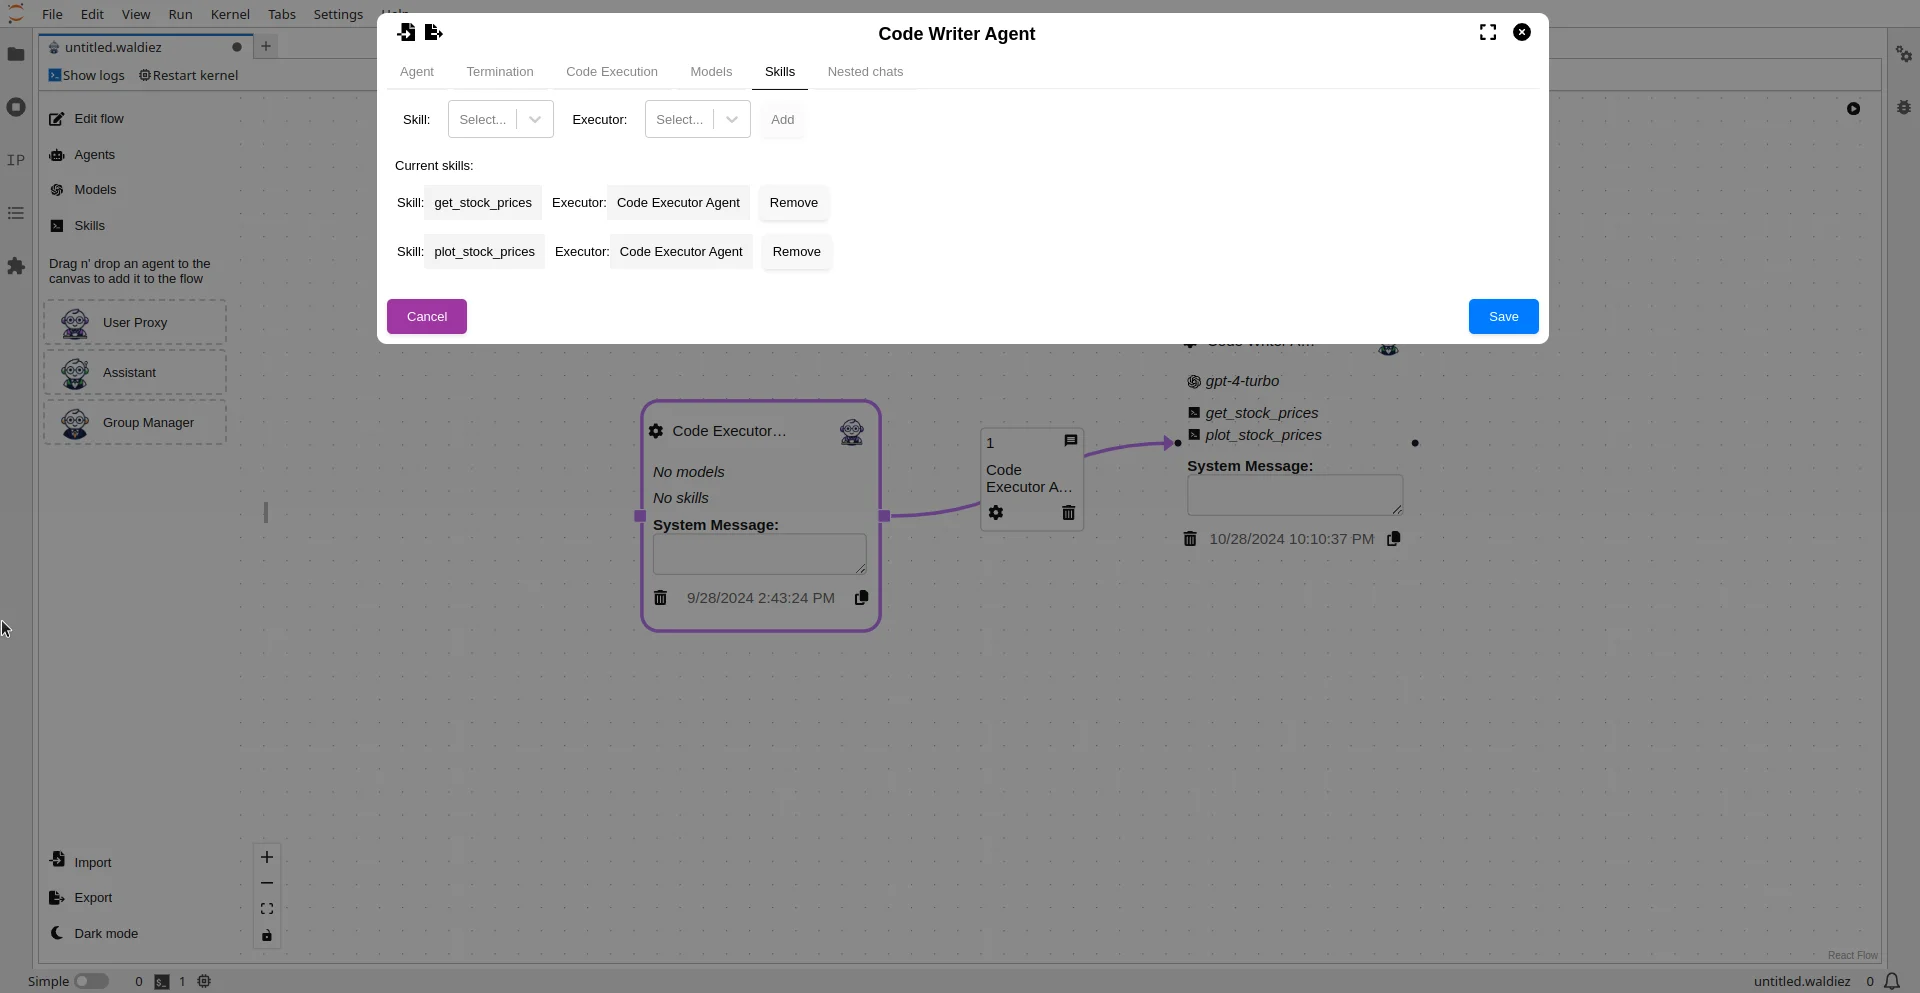 File Edit View Run Kernel Tabs Settings Help
untitled.waldiez
Show logs Restart kernel
Edit flow
Agents
IP
Models
Skills
Drag n' drop an agent to the
canvas to add it to the flow
User Proxy
Assistant
Group Manager
Import
Export
Dark mode
Code Writer Agent
Agent Termination Code Execution Models Skills Nested chats
Skill: Select... Executor: Select... Add
Current skills:
Skill: get_stock_prices Executor: Code Executor Agent Remove
Skill: plot_stock_prices Executor: Code Executor Agent Remove
Cancel Save
Code Executor...
No models
No skills
System Message:
9/28/2024 2:43:24 PM
1
Code
Executor A...
Code Writer A...
gpt-4-turbo
get_stock_prices
plot_stock_prices
System Message:
10/28/2024 10:10:37 PM
React Flow
Simple 0 $_ 1 untitled.waldiez 0